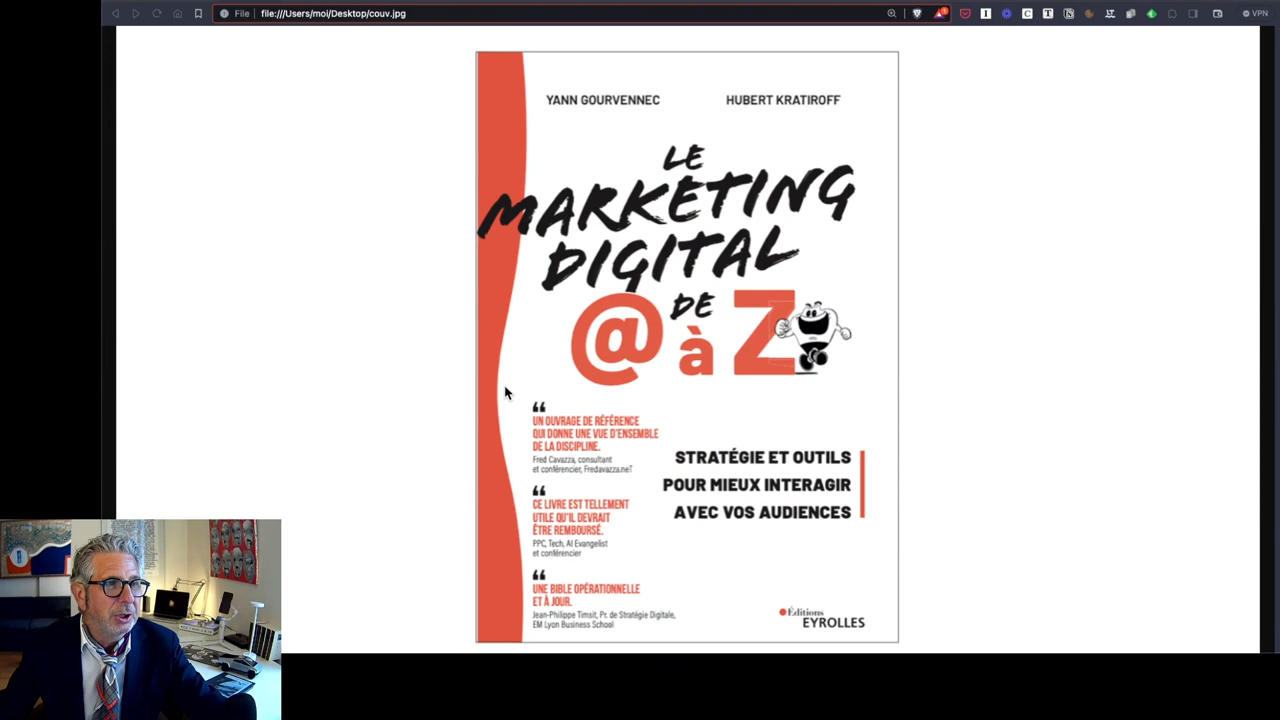 File
file:///Users/moi/Desktop/couv.jpg
VPN
YANN GOURVENNEC
HUBERT KRATIROFF
LE
MARKETING
DIGITAL
DE
@ à Z
❝
UN OUVRAGE DE RÉFÉRENCE
QUI DONNE UNE VUE D'ENSEMBLE
DE LA DISCIPLINE.
Fred Cavazza, consultant
et conférencier, Fredavazza.net
❝
CE LIVRE EST TELLEMENT
UTILE QU'IL DEVRAIT
ÊTRE REMBOURSÉ.
PPC, Tech, AI Evangelist
et conférencier
❝
UNE BIBLE OPÉRATIONNELLE
ET À JOUR.
Jean-Philippe Timsit, Pr. de Stratégie Digitale,
EM Lyon Business School
STRATÉGIE ET OUTILS
POUR MIEUX INTERAGIR
AVEC VOS AUDIENCES
Éditions
EYROLLES